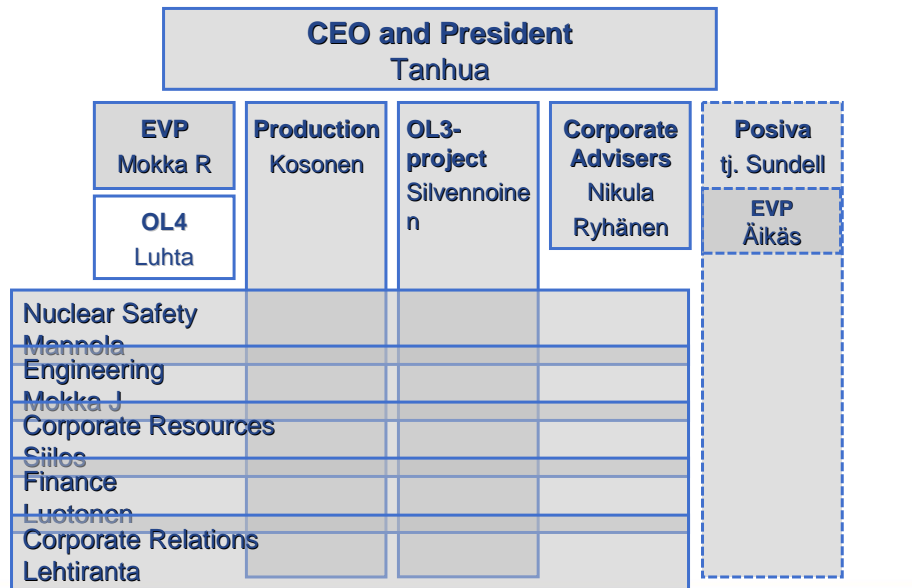 CEO and President
Tanhua
EVP
Mokka R
OL4
Luhta
Production
Kosonen
OL3-
project
Silvennoine
n
Corporate
Advisers
Nikula
Ryhänen
Posiva
tj. Sundell
EVP
Äikäs
Nuclear Safety
Mannola
Engineering
Mokka J
Corporate Resources
Siilos
Finance
Luotonen
Corporate Relations
Lehtiranta